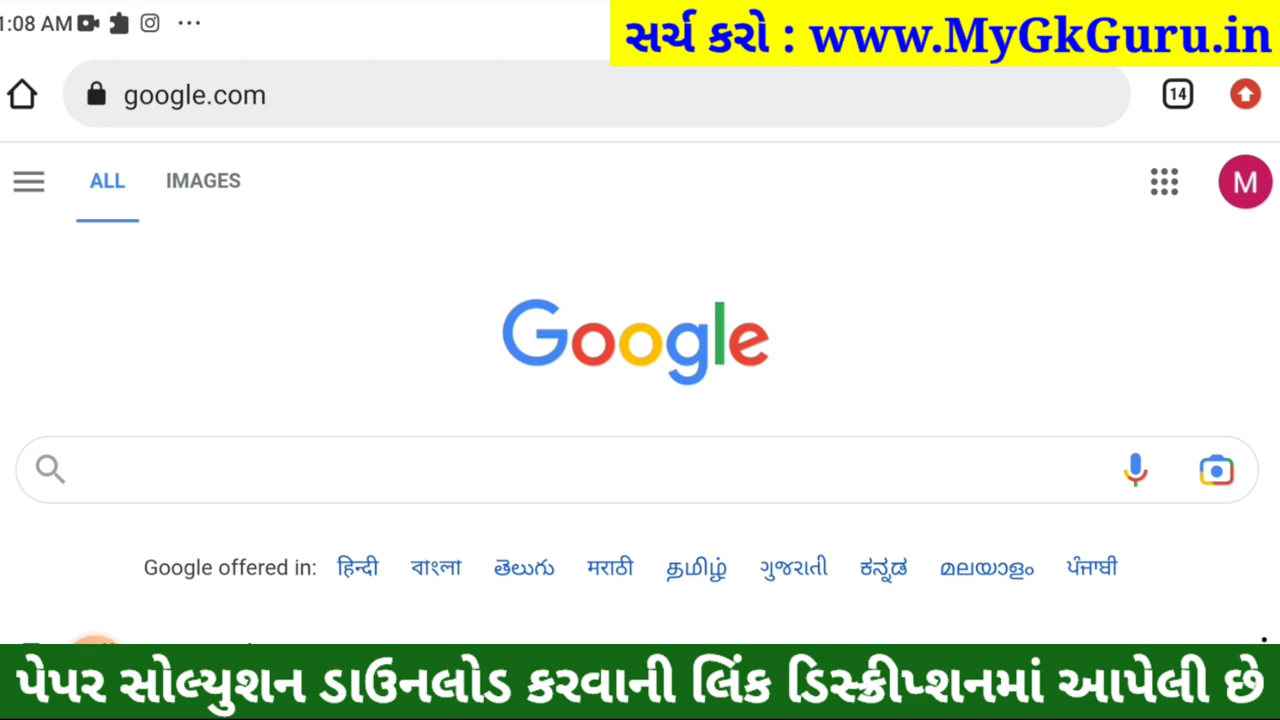 1:08 AM
સર્ચ કરો : www.MyGkGuru.in
google.com
14
ALL IMAGES
M
Google
Google offered in: हिन्दी বাংলা తెలుగు मराठी தமிழ் ગુજરાતી ಕನ್ನಡ മലയാളം ਪੰਜਾਬੀ
પેપર સોલ્યુશન ડાઉનલોડ કરવાની લિંક ડિસ્ક્રીપ્શનમાં આપેલી છે